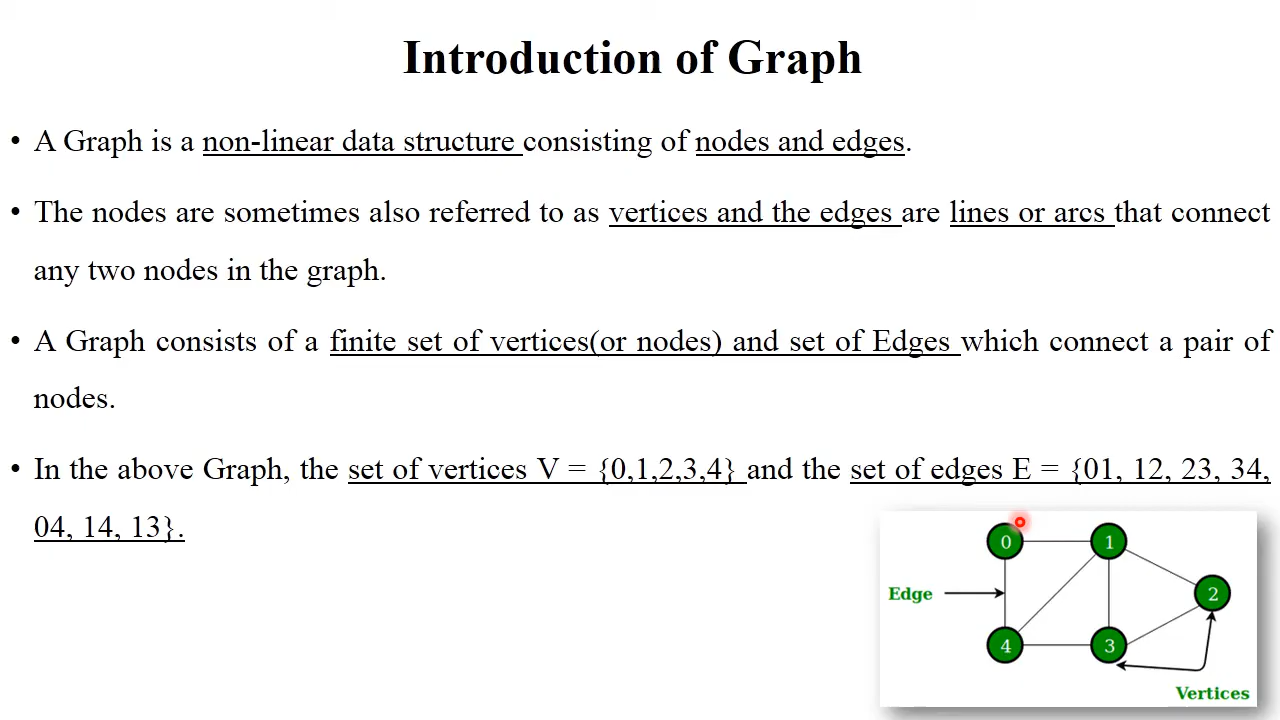 Introduction of Graph
• A Graph is a non-linear data structure consisting of nodes and edges.
• The nodes are sometimes also referred to as vertices and the edges are lines or arcs that connect
any two nodes in the graph.
• A Graph consists of a finite set of vertices(or nodes) and set of Edges which connect a pair of
nodes.
• In the above Graph, the set of vertices V = {0,1,2,3,4} and the set of edges E = {01, 12, 23, 34,
04, 14, 13}.
0 1
Edge 2
4 3
Vertices